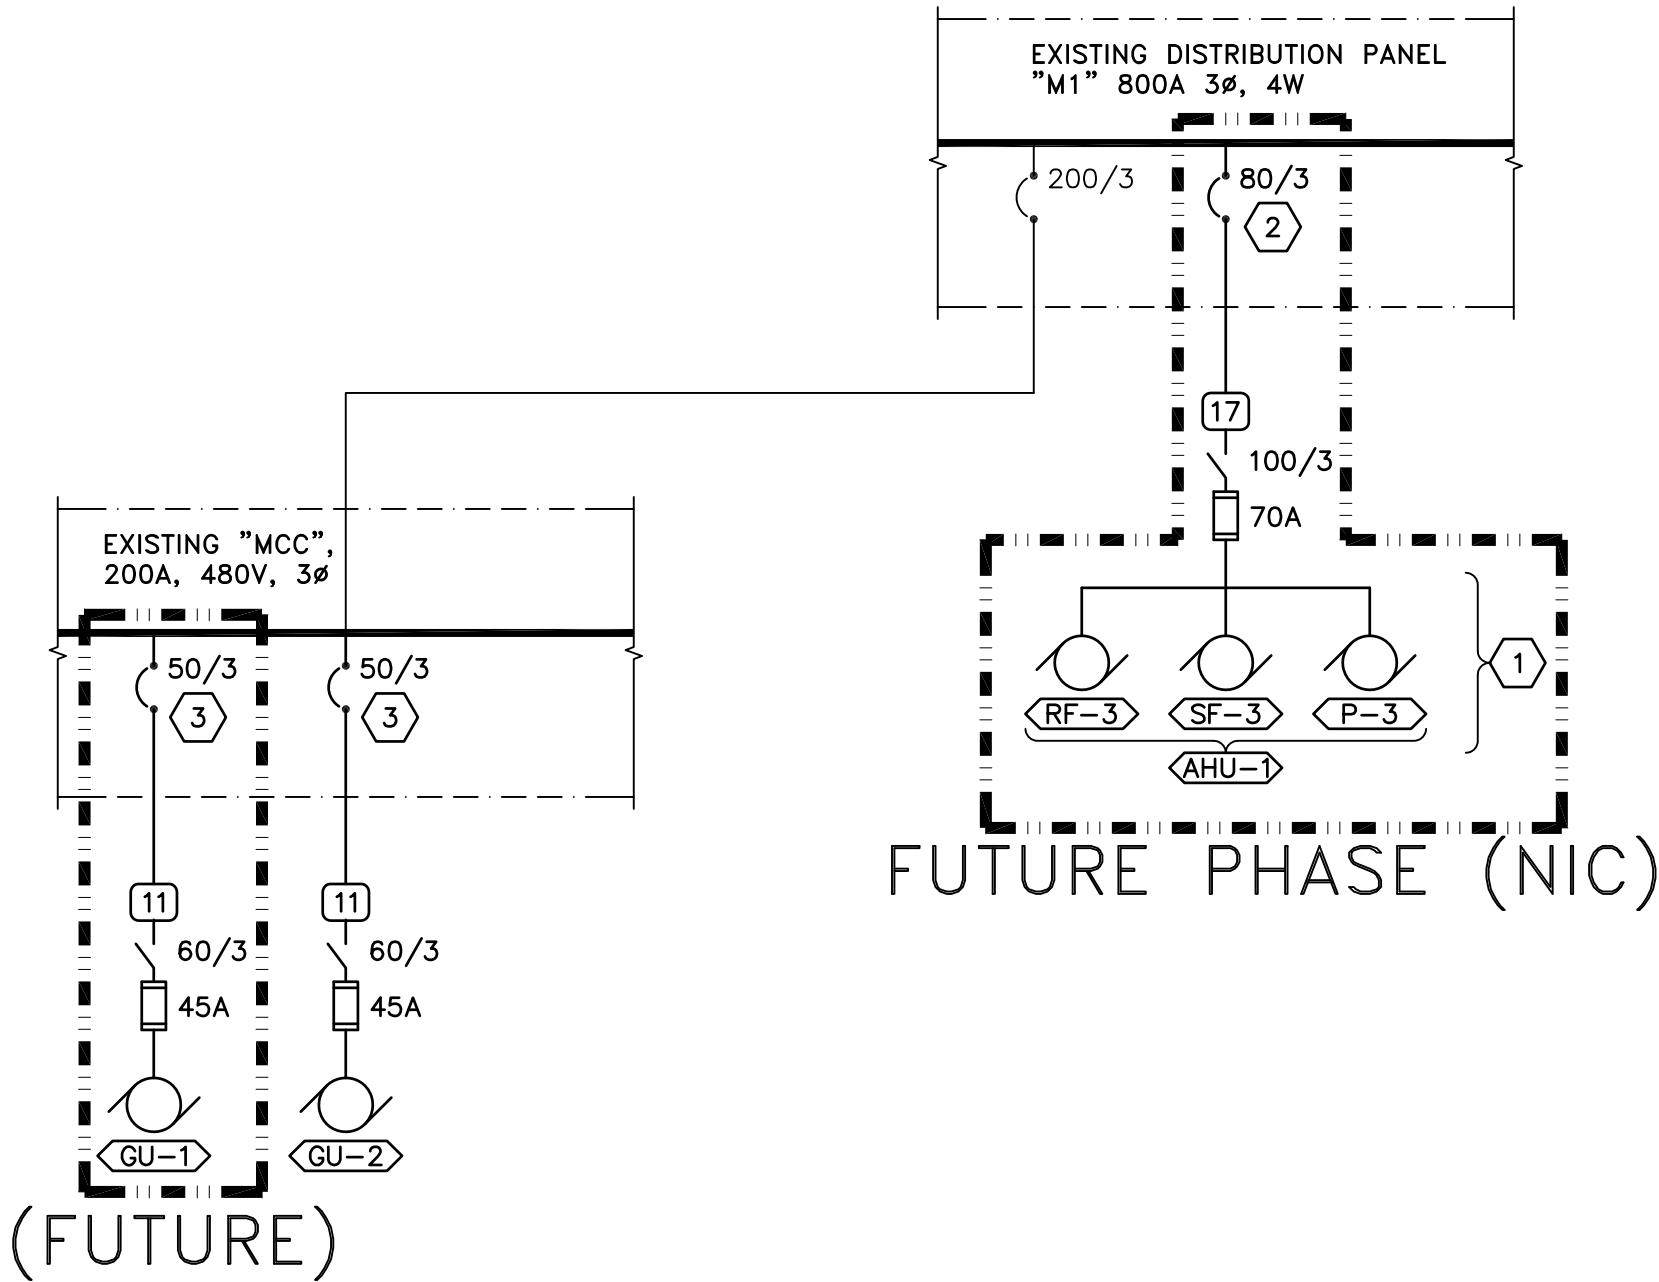 EXISTING DISTRIBUTION PANEL
"M1" 800A 3ø, 4W
200/3
80/3
2
17
100/3
70A
EXISTING "MCC",
200A, 480V, 3ø
50/3
3
50/3
3
1
RF-3
SF-3
P-3
AHU-1
FUTURE PHASE (NIC)
11
11
60/3
60/3
45A
45A
GU-1
GU-2
(FUTURE)